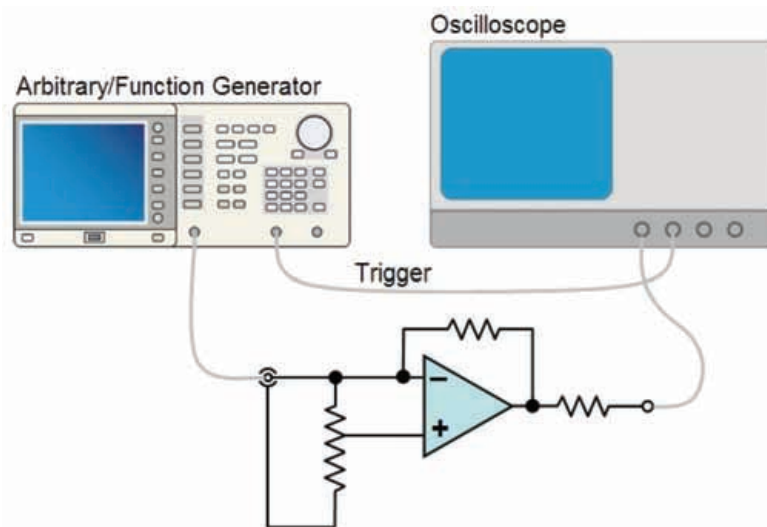 Oscilloscope
Arbitrary/Function Generator
Trigger
−
+